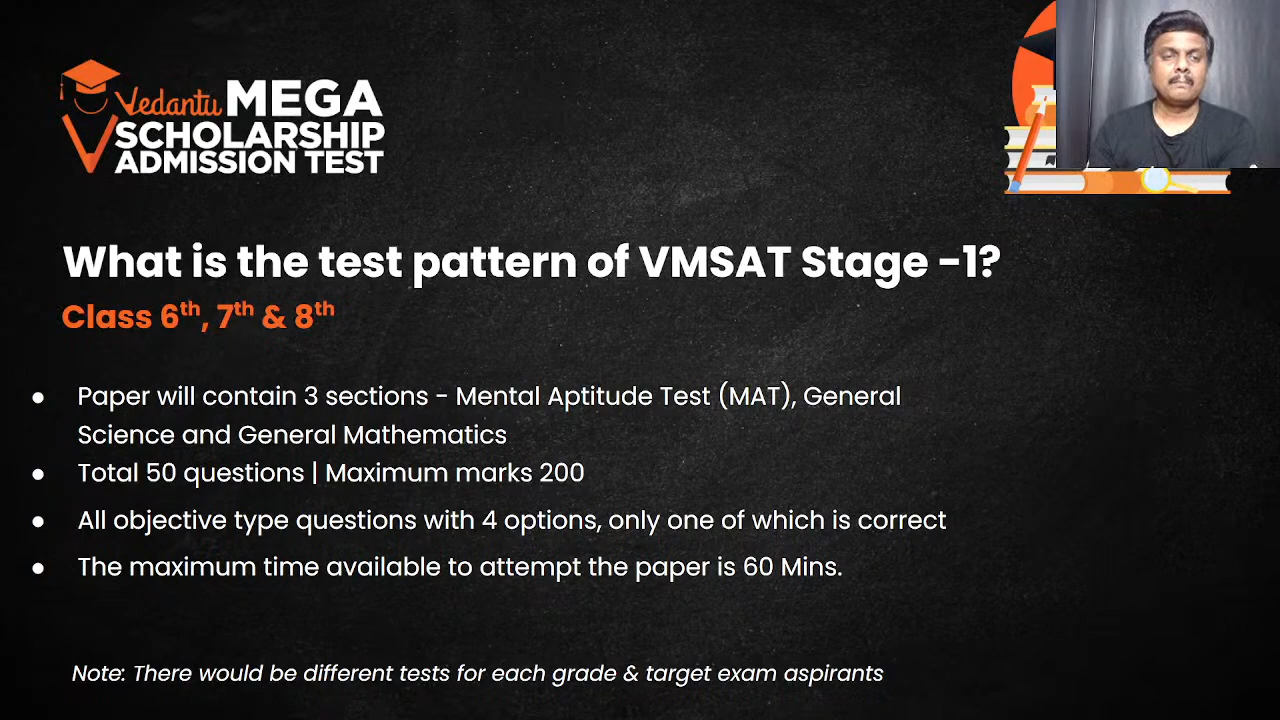 Vedantu MEGA
SCHOLARSHIP
ADMISSION TEST
What is the test pattern of VMSAT Stage -1?
Class 6th, 7th & 8th
● Paper will contain 3 sections - Mental Aptitude Test (MAT), General
Science and General Mathematics
● Total 50 questions | Maximum marks 200
● All objective type questions with 4 options, only one of which is correct
● The maximum time available to attempt the paper is 60 Mins.
Note: There would be different tests for each grade & target exam aspirants